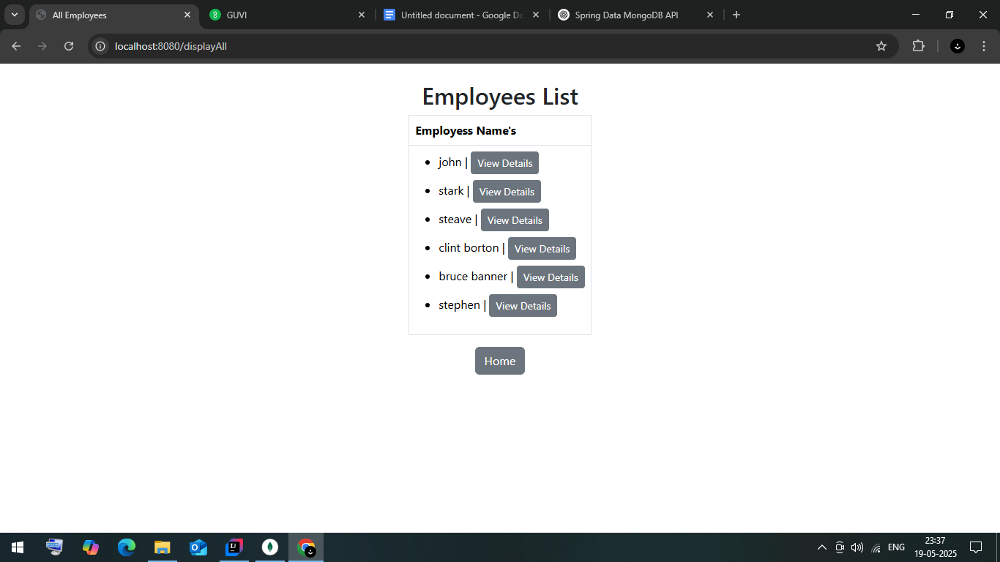 All Employees
GUVI
Untitled document - Google Do
Spring Data MongoDB API
localhost:8080/displayAll
Employees List
Employess Name's
john | View Details
stark | View Details
steave | View Details
clint borton | View Details
bruce banner | View Details
stephen | View Details
Home
ENG
23:37
19-05-2025